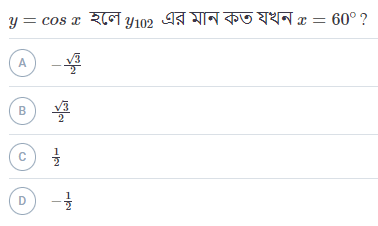 y = cos x হলে y₁₀₂ এর মান কত যখন x = 60° ?
A -√3/2
B √3/2
C 1/2
D -1/2